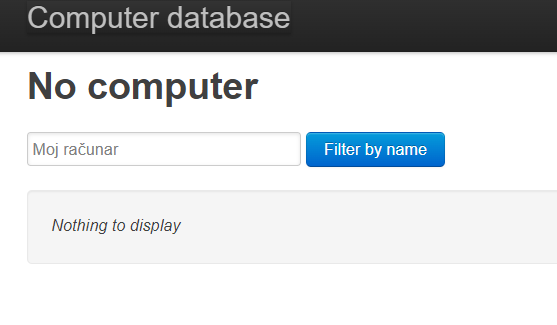 Computer database
No computer
Moj računar Filter by name
Nothing to display